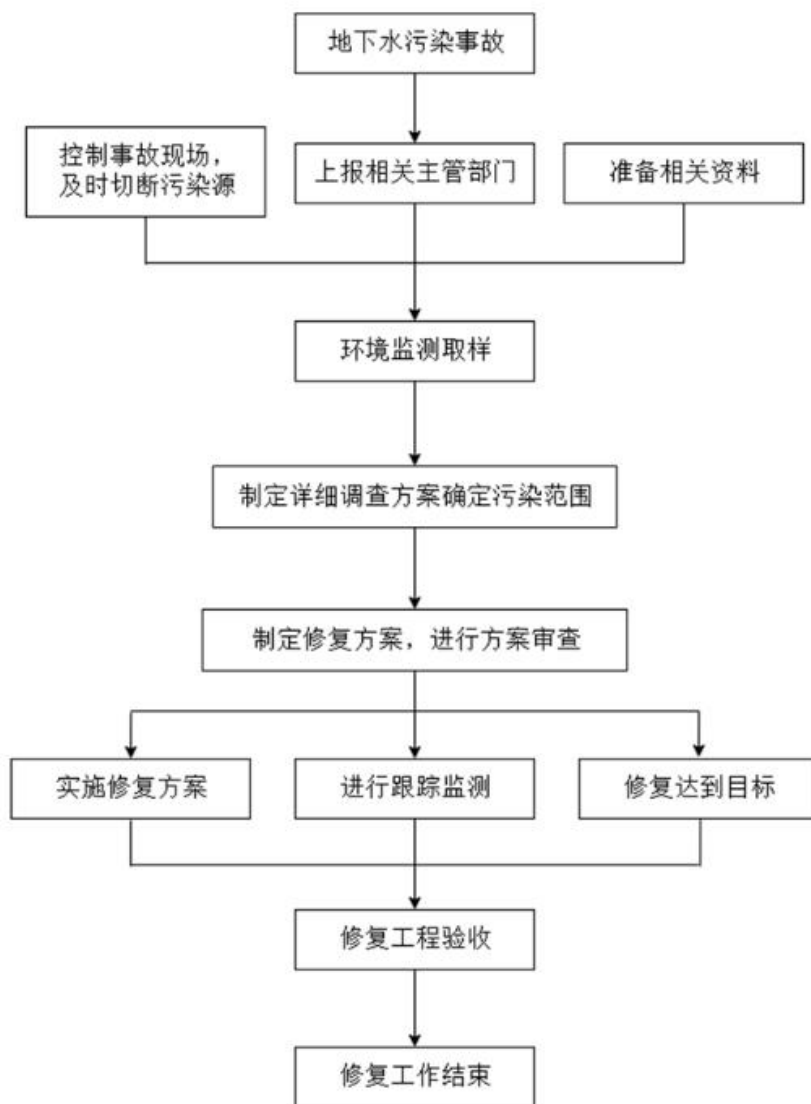 地下水污染事故
控制事故现场，
及时切断污染源
上报相关主管部门
准备相关资料
环境监测取样
制定详细调查方案确定污染范围
制定修复方案，进行方案审查
实施修复方案
进行跟踪监测
修复达到目标
修复工程验收
修复工作结束